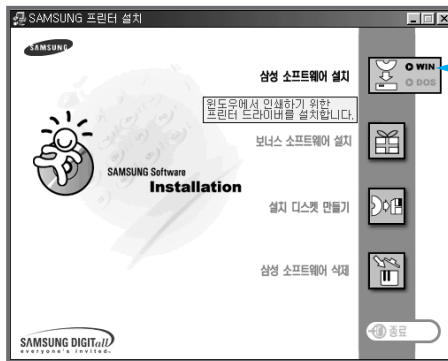 SAMSUNG 프린터 설치
SAMSUNG
삼성 소프트웨어 설치
WIN
DOS
윈도우에서 인쇄하기 위한
프린터 드라이버를 설치합니다.
보너스 소프트웨어 설치
SAMSUNG Software
Installation
설치 디스켓 만들기
삼성 소프트웨어 삭제
종료
SAMSUNG DIGITall
everyone's invited™